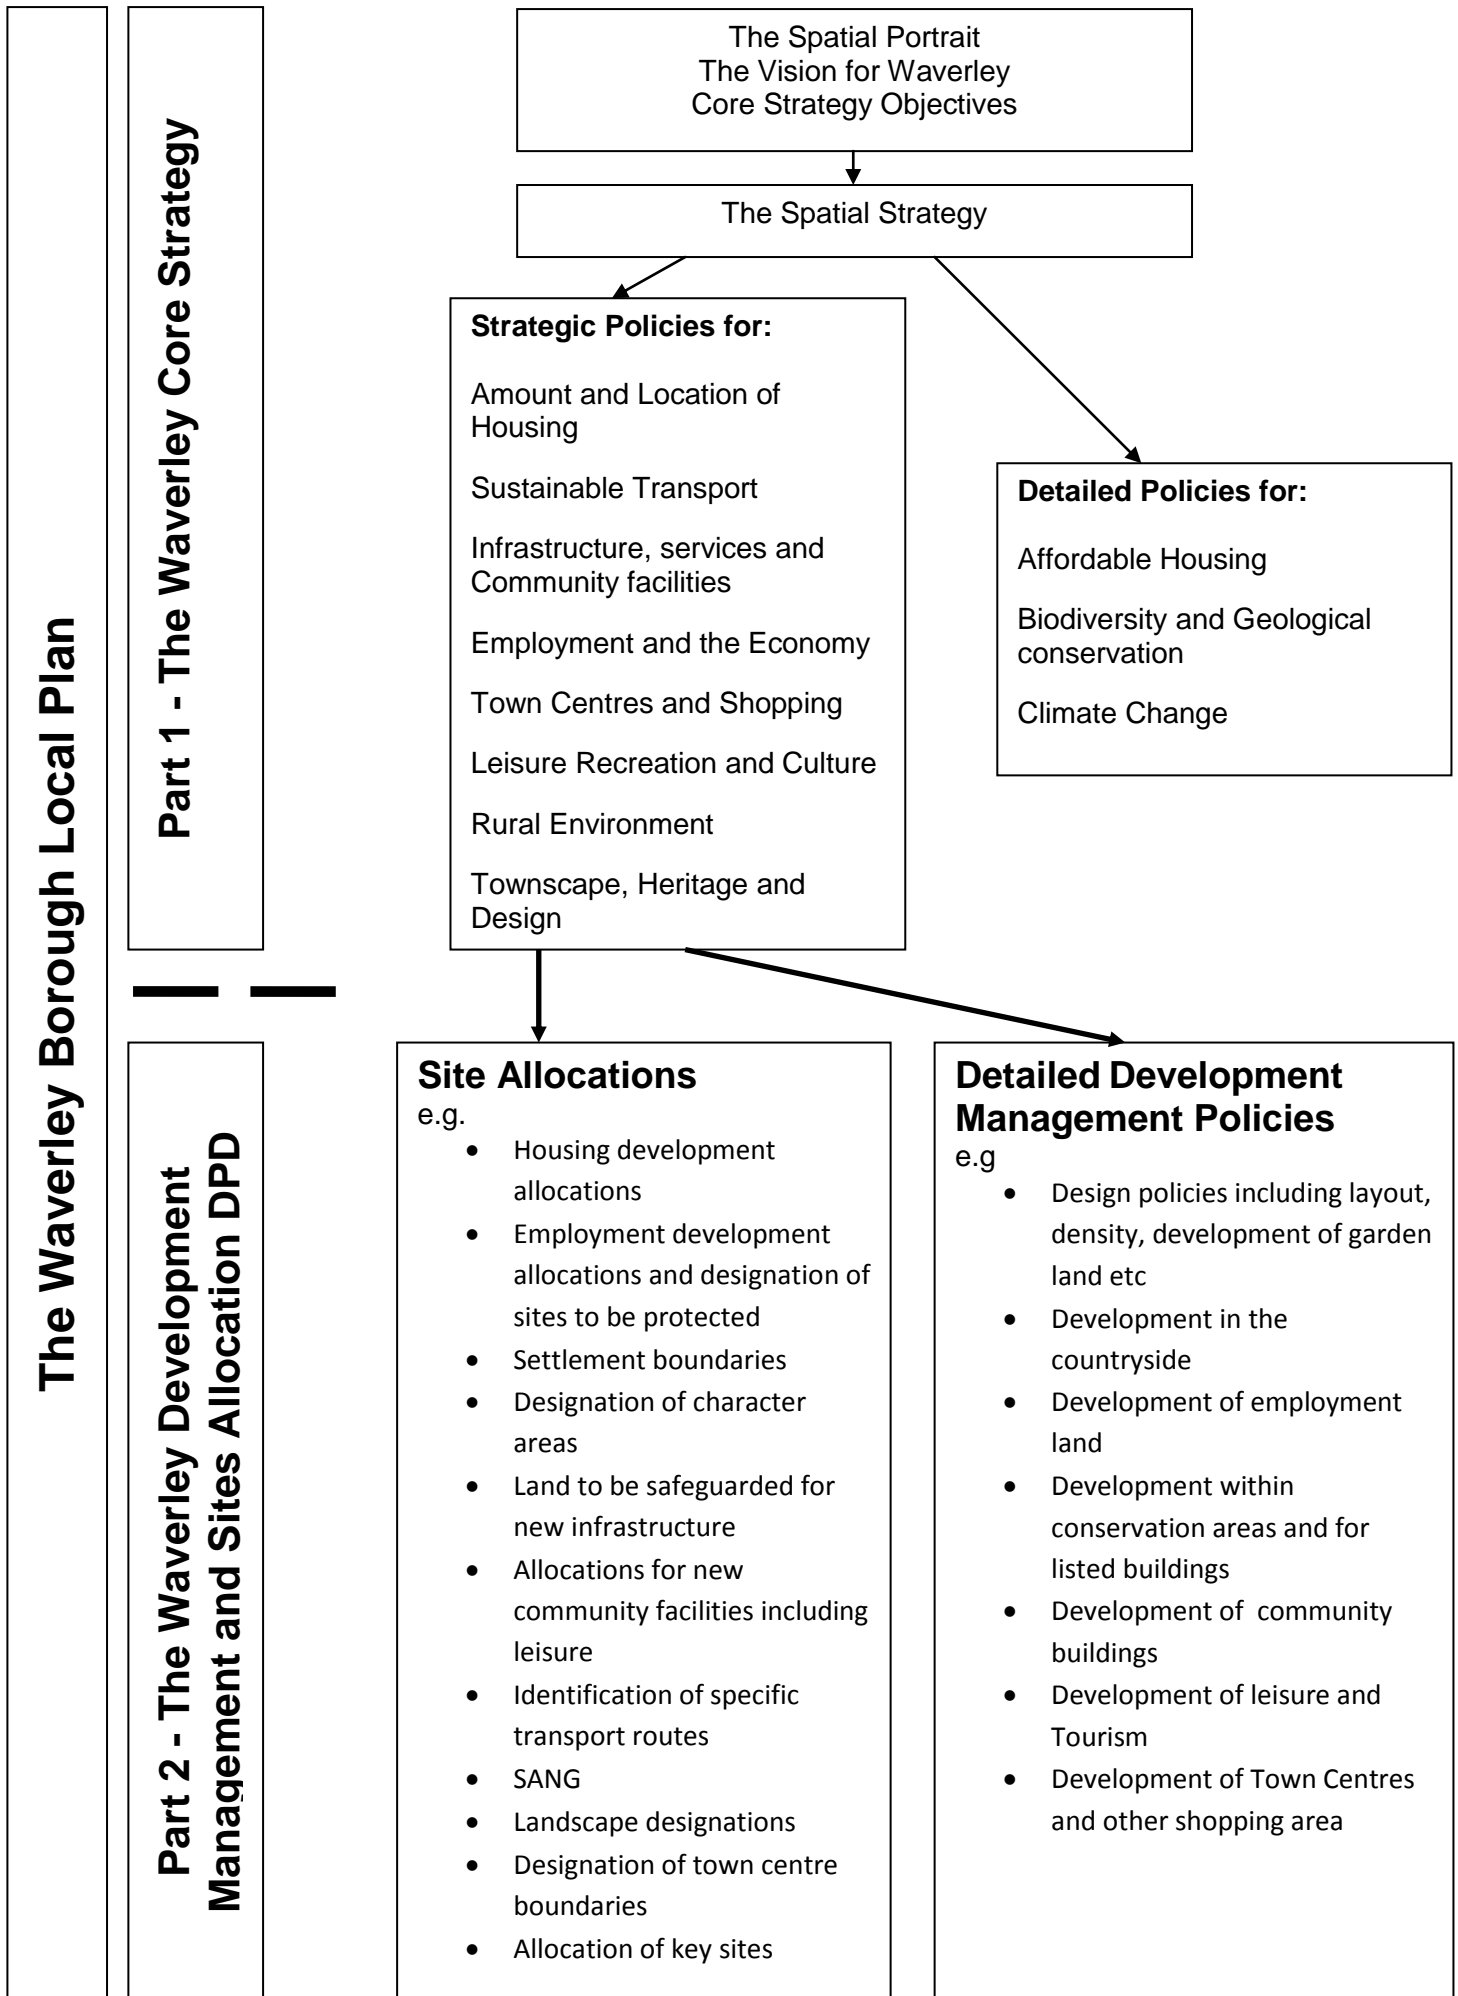 The Waverley Borough Local Plan
Part 1 - The Waverley Core Strategy
The Spatial Portrait
The Vision for Waverley
Core Strategy Objectives
The Spatial Strategy
Strategic Policies for:
Amount and Location of
Housing
Sustainable Transport
Infrastructure, services and
Community facilities
Employment and the Economy
Town Centres and Shopping
Leisure Recreation and Culture
Rural Environment
Townscape, Heritage and
Design
Detailed Policies for:
Affordable Housing
Biodiversity and Geological
conservation
Climate Change
Part 2 - The Waverley Development
Management and Sites Allocation DPD
Site Allocations
e.g.
• Housing development
allocations
• Employment development
allocations and designation of
sites to be protected
• Settlement boundaries
• Designation of character
areas
• Land to be safeguarded for
new infrastructure
• Allocations for new
community facilities including
leisure
• Identification of specific
transport routes
• SANG
• Landscape designations
• Designation of town centre
boundaries
• Allocation of key sites
Detailed Development
Management Policies
e.g
• Design policies including layout,
density, development of garden
land etc
• Development in the
countryside
• Development of employment
land
• Development within
conservation areas and for
listed buildings
• Development of  community
buildings
• Development of leisure and
Tourism
• Development of Town Centres
and other shopping area